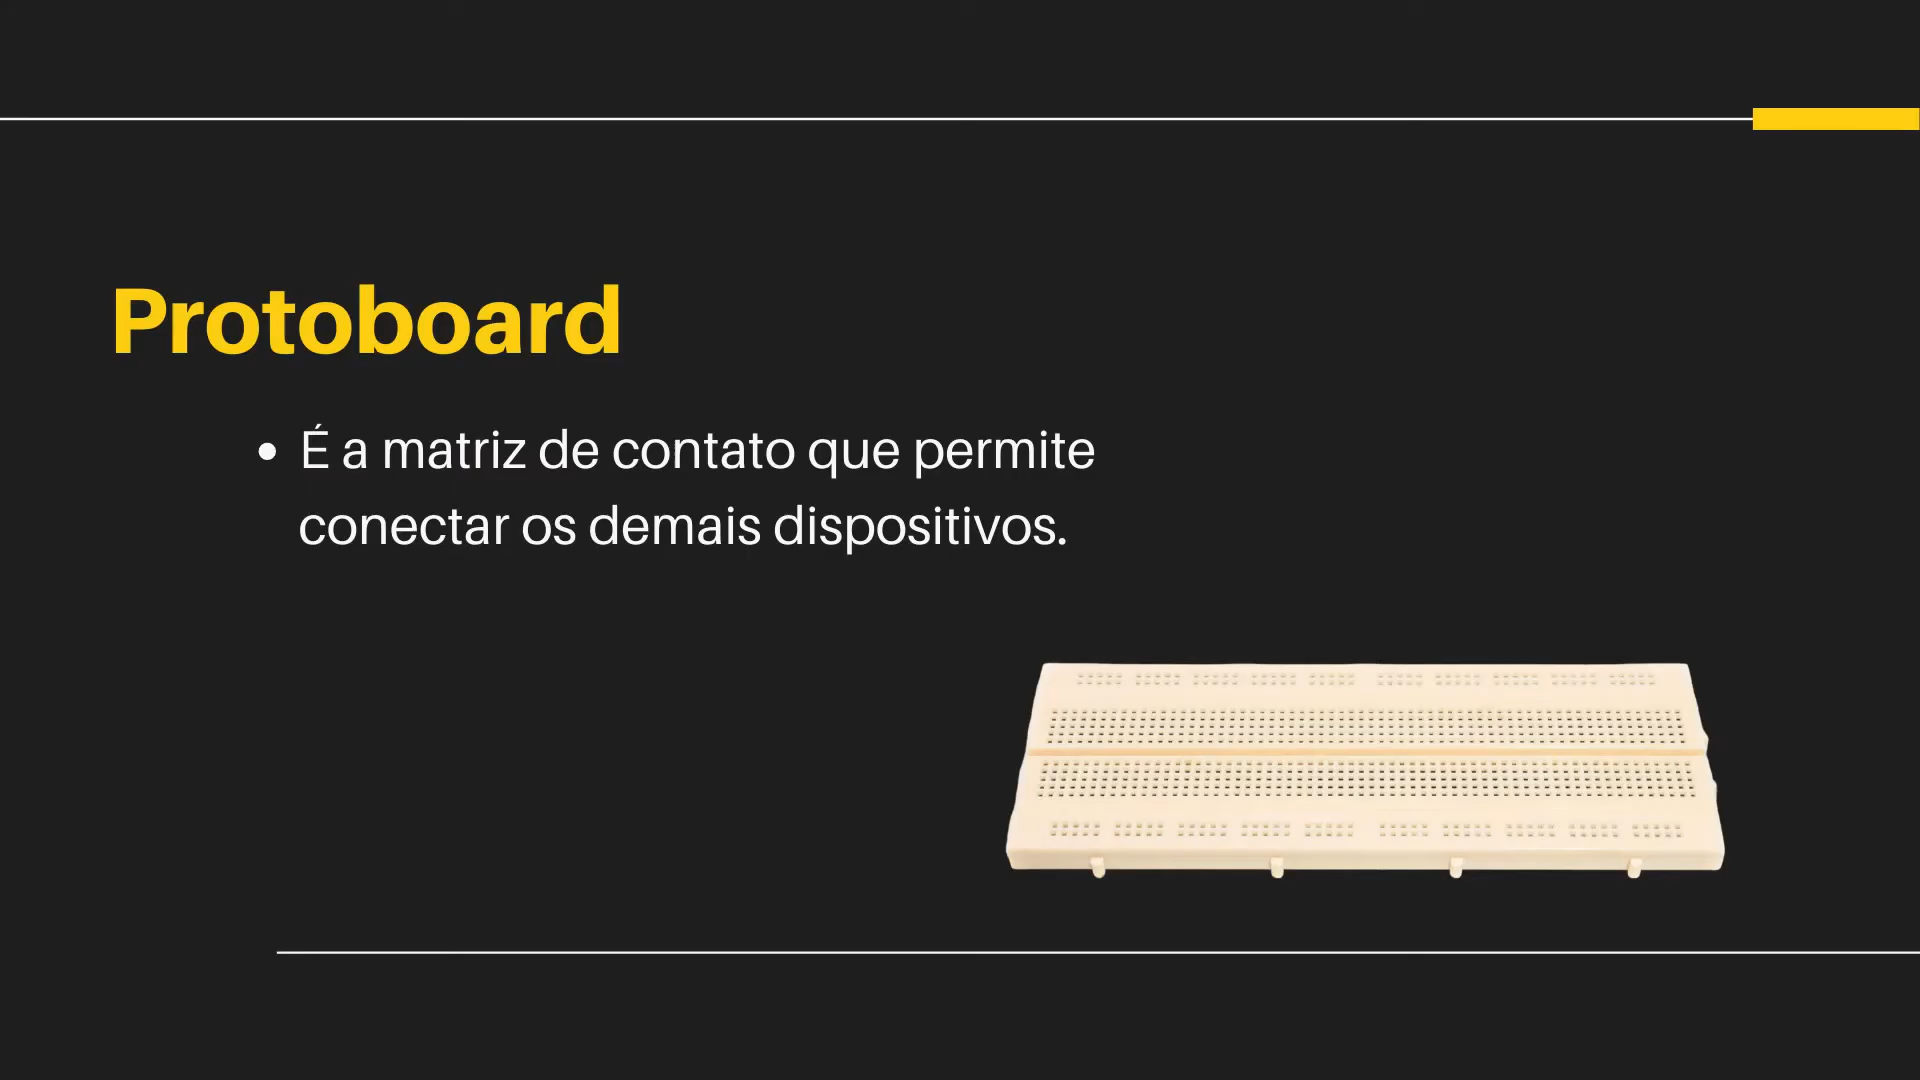 Protoboard
• É a matriz de contato que permite
conectar os demais dispositivos.